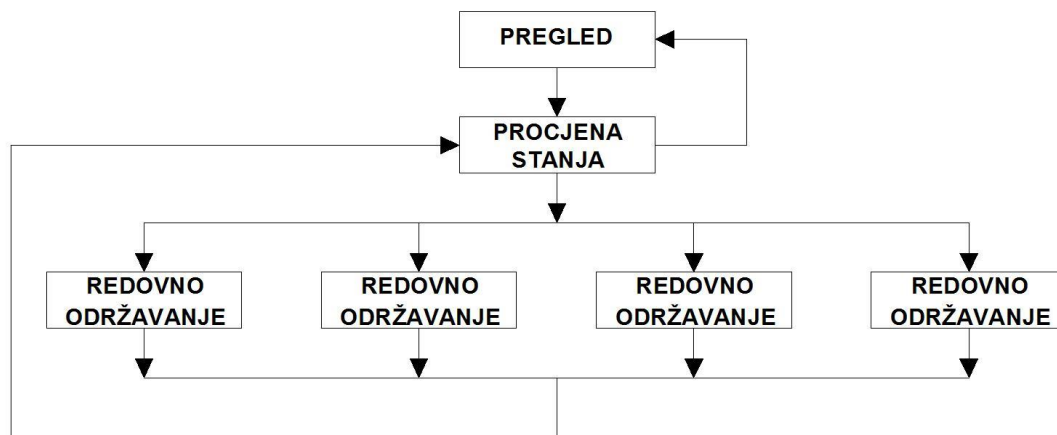 PREGLED
PROCJENA
STANJA
REDOVNO
ODRŽAVANJE
REDOVNO
ODRŽAVANJE
REDOVNO
ODRŽAVANJE
REDOVNO
ODRŽAVANJE